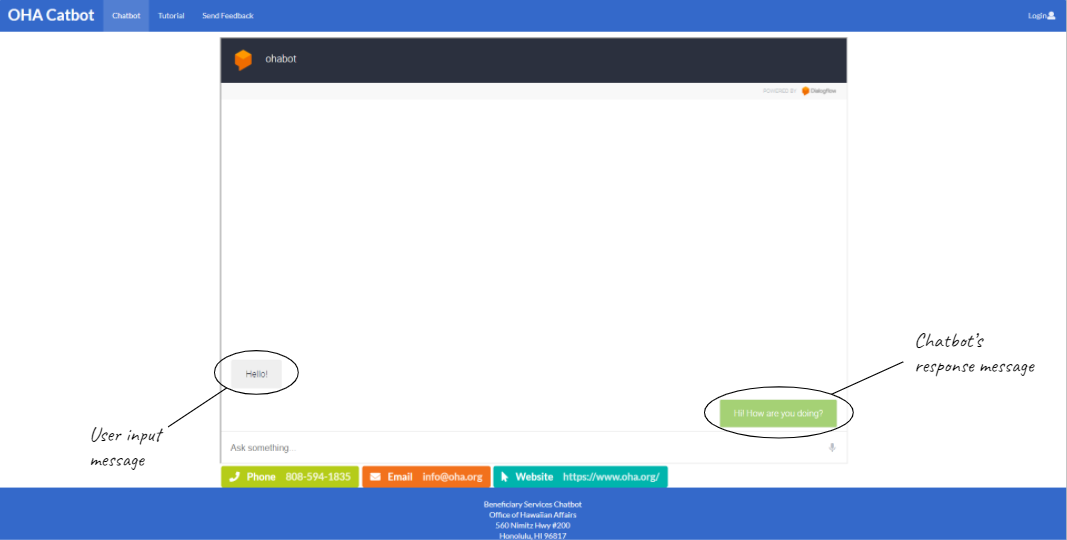 OHA Catbot Chatbot Tutorial Send Feedback Login
ohabot
POWERED BY Dialogflow
Hello!
Chatbot's
response message
Hi! How are you doing?
User input
message
Ask something...
Phone 808-594-1835 Email info@oha.org Website https://www.oha.org/
Beneficiary Services Chatbot
Office of Hawaiian Affairs
560 Nimitz Hwy #200
Honolulu, HI 96817